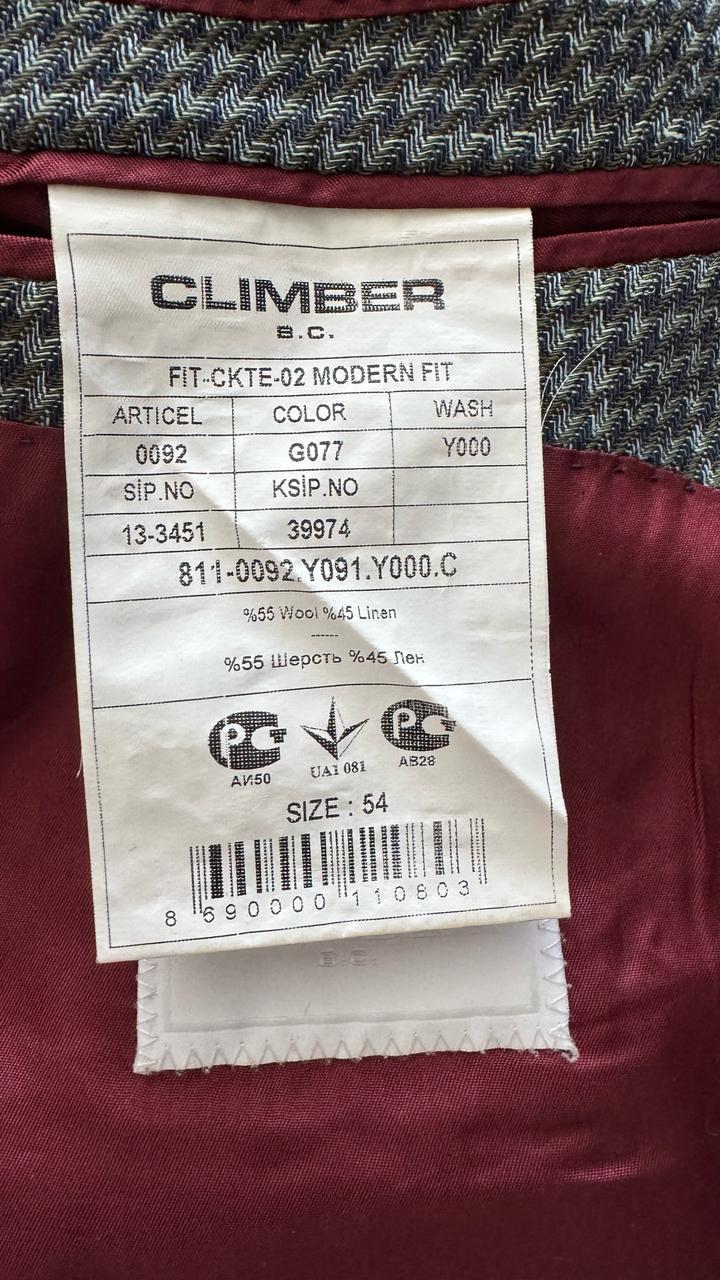 CLIMBER
B.C.
FIT-CKTE-02 MODERN FIT
ARTICEL COLOR WASH
0092 G077 Y000
SİP.NO KSİP.NO
13-3451 39974
811-0092.Y091.Y000.C
%55 Wool %45 Linen
%55 Шерсть %45 Лен
РС РС
АИ50 UA1 081 АВ28
SIZE : 54
8 690000 110803
B.C.